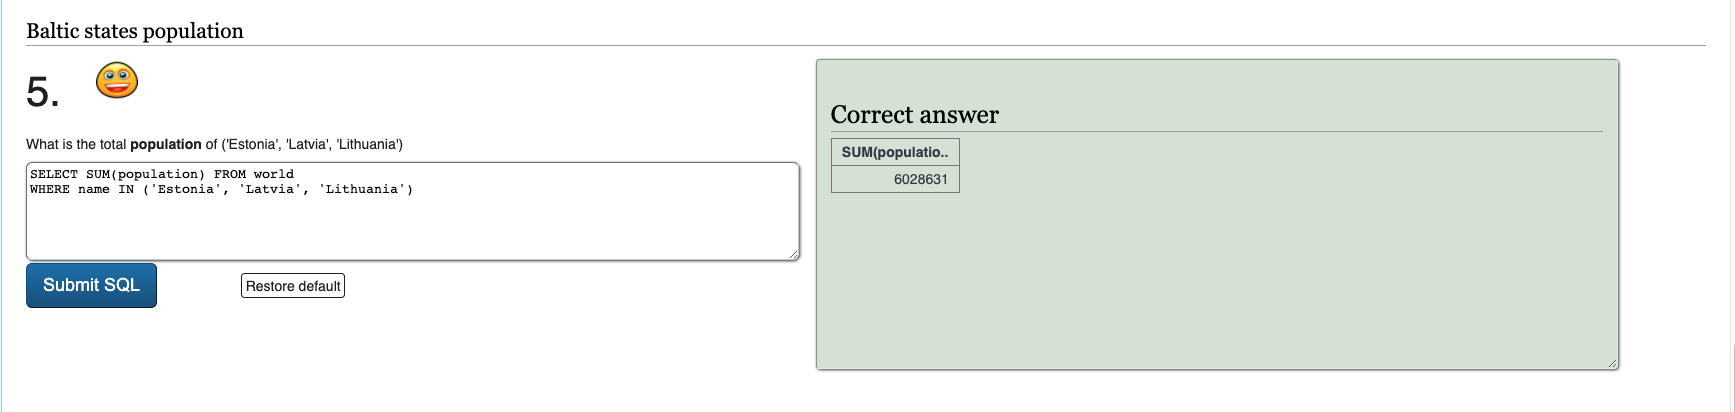 Baltic states population
5.
What is the total population of ('Estonia', 'Latvia', 'Lithuania')
SELECT SUM(population) FROM world
WHERE name IN ('Estonia', 'Latvia', 'Lithuania')
Submit SQL
Restore default
Correct answer
SUM(populatio..
6028631